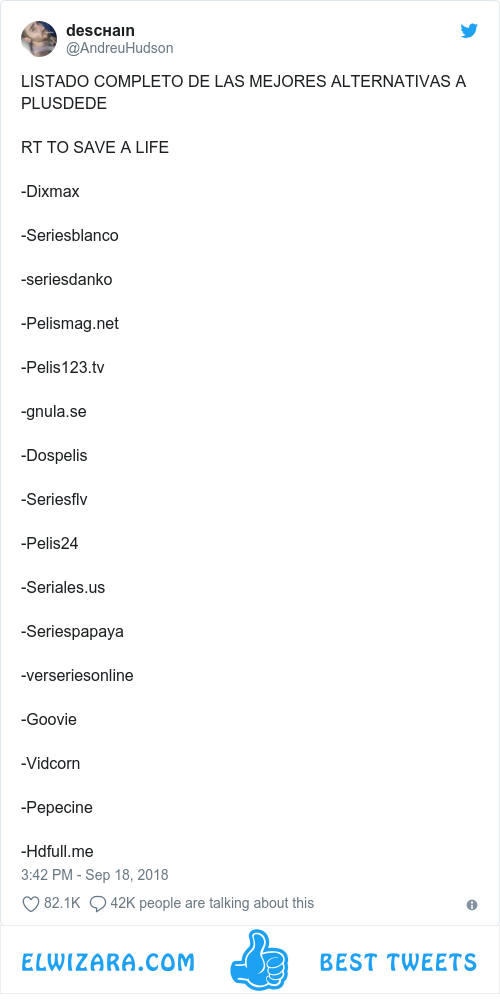 descнaιn
@AndreuHudson
LISTADO COMPLETO DE LAS MEJORES ALTERNATIVAS A
PLUSDEDE
RT TO SAVE A LIFE
-Dixmax
-Seriesblanco
-seriesdanko
-Pelismag.net
-Pelis123.tv
-gnula.se
-Dospelis
-Seriesflv
-Pelis24
-Seriales.us
-Seriespapaya
-verseriesonline
-Goovie
-Vidcorn
-Pepecine
-Hdfull.me
3:42 PM - Sep 18, 2018
82.1K 42K people are talking about this
ELWIZARA.COM BEST TWEETS